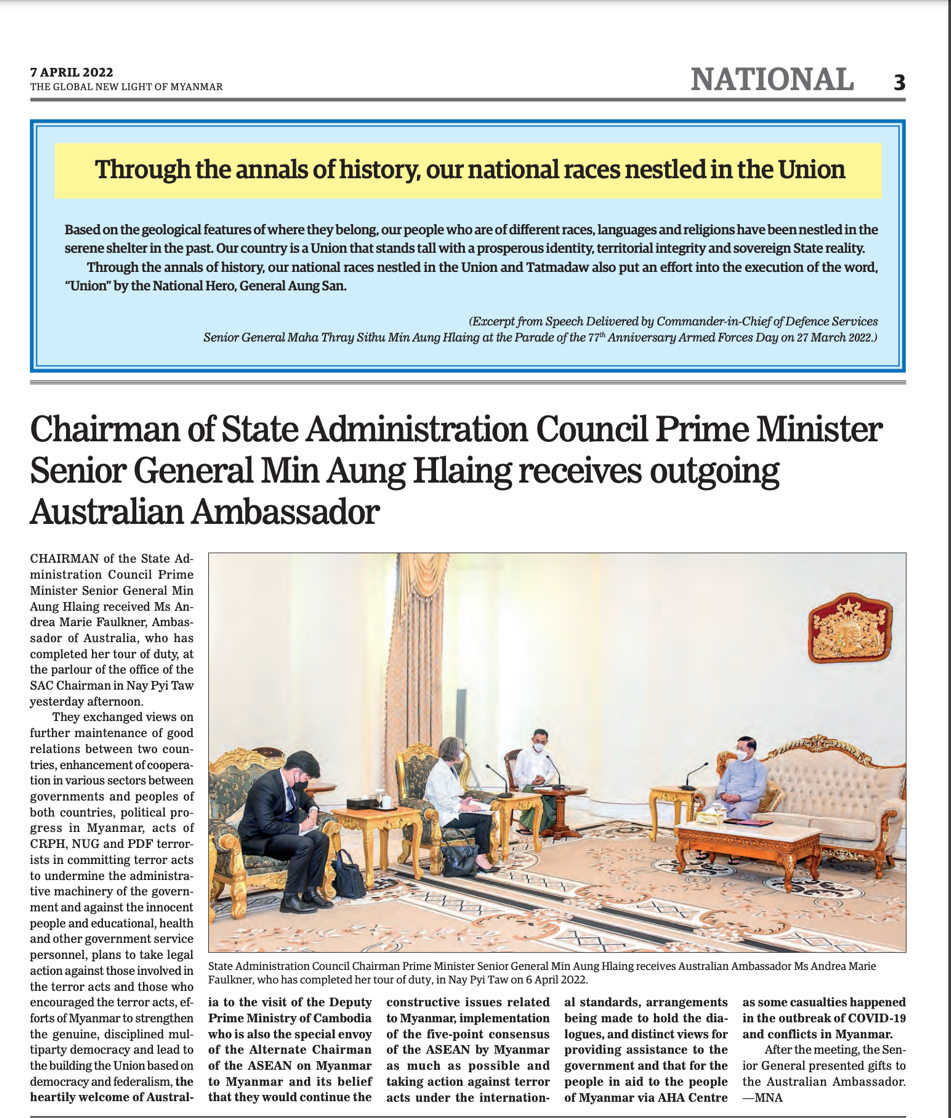 7 APRIL 2022
THE GLOBAL NEW LIGHT OF MYANMAR
NATIONAL 3
Through the annals of history, our national races nestled in the Union
Based on the geological features of where they belong, our people who are of different races, languages and religions have been nestled in the
serene shelter in the past. Our country is a Union that stands tall with a prosperous identity, territorial integrity and sovereign State reality.
Through the annals of history, our national races nestled in the Union and Tatmadaw also put an effort into the execution of the word,
“Union” by the National Hero, General Aung San.
(Excerpt from Speech Delivered by Commander-in-Chief of Defence Services
Senior General Maha Thray Sithu Min Aung Hlaing at the Parade of the 77th Anniversary Armed Forces Day on 27 March 2022.)
Chairman of State Administration Council Prime Minister
Senior General Min Aung Hlaing receives outgoing
Australian Ambassador
CHAIRMAN of the State Ad-
ministration Council Prime
Minister Senior General Min
Aung Hlaing received Ms An-
drea Marie Faulkner, Ambas-
sador of Australia, who has
completed her tour of duty, at
the parlour of the office of the
SAC Chairman in Nay Pyi Taw
yesterday afternoon.
They exchanged views on
further maintenance of good
relations between two coun-
tries, enhancement of coopera-
tion in various sectors between
governments and peoples of
both countries, political pro-
gress in Myanmar, acts of
CRPH, NUG and PDF terror-
ists in committing terror acts
to undermine the administra-
tive machinery of the govern-
ment and against the innocent
people and educational, health
and other government service
personnel, plans to take legal
action against those involved in
the terror acts and those who
encouraged the terror acts, ef-
forts of Myanmar to strengthen
the genuine, disciplined mul-
tiparty democracy and lead to
the building the Union based on
democracy and federalism, the
heartily welcome of Austral-
State Administration Council Chairman Prime Minister Senior General Min Aung Hlaing receives Australian Ambassador Ms Andrea Marie
Faulkner, who has completed her tour of duty, in Nay Pyi Taw on 6 April 2022.
ia to the visit of the Deputy
Prime Ministry of Cambodia
who is also the special envoy
of the Alternate Chairman
of the ASEAN on Myanmar
to Myanmar and its belief
that they would continue the
constructive issues related
to Myanmar, implementation
of the five-point consensus
of the ASEAN by Myanmar
as much as possible and
taking action against terror
acts under the internation-
al standards, arrangements
being made to hold the dia-
logues, and distinct views for
providing assistance to the
government and that for the
people in aid to the people
of Myanmar via AHA Centre
as some casualties happened
in the outbreak of COVID-19
and conflicts in Myanmar.
After the meeting, the Sen-
ior General presented gifts to
the Australian Ambassador.
—MNA